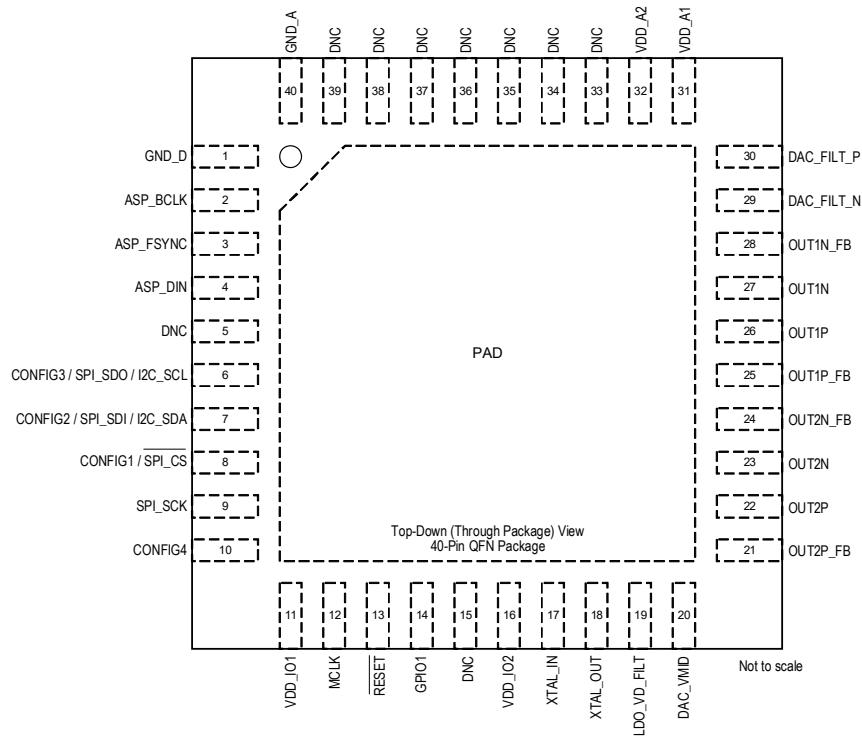 GND_A
DNC
DNC
DNC
DNC
DNC
DNC
DNC
VDD_A2
VDD_A1
40
39
38
37
36
35
34
33
32
31
GND_D 1
ASP_BCLK 2
ASP_FSYNC 3
ASP_DIN 4
DNC 5
CONFIG3 / SPI_SDO / I2C_SCL 6
CONFIG2 / SPI_SDI / I2C_SDA 7
CONFIG1 / SPI_CS 8
SPI_SCK 9
CONFIG4 10
PAD
Top-Down (Through Package) View
40-Pin QFN Package
30 DAC_FILT_P
29 DAC_FILT_N
28 OUT1N_FB
27 OUT1N
26 OUT1P
25 OUT1P_FB
24 OUT2N_FB
23 OUT2N
22 OUT2P
21 OUT2P_FB
11
12
13
14
15
16
17
18
19
20
VDD_IO1
MCLK
RESET
GPIO1
DNC
VDD_IO2
XTAL_IN
XTAL_OUT
LDO_VD_FILT
DAC_VMID
Not to scale